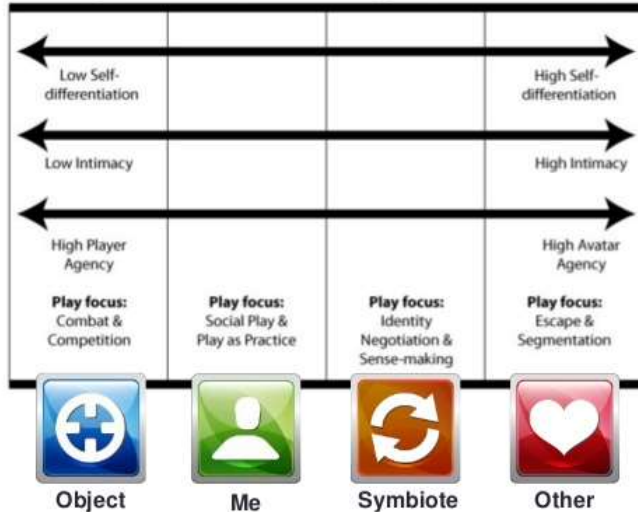 Low Self-
differentiation
High Self-
differentiation
Low Intimacy
High Intimacy
High Player
Agency
High Avatar
Agency
Play focus:
Combat &
Competition
Play focus:
Social Play &
Play as Practice
Play focus:
Identity
Negotiation &
Sense-making
Play focus:
Escape &
Segmentation
Object
Me
Symbiote
Other